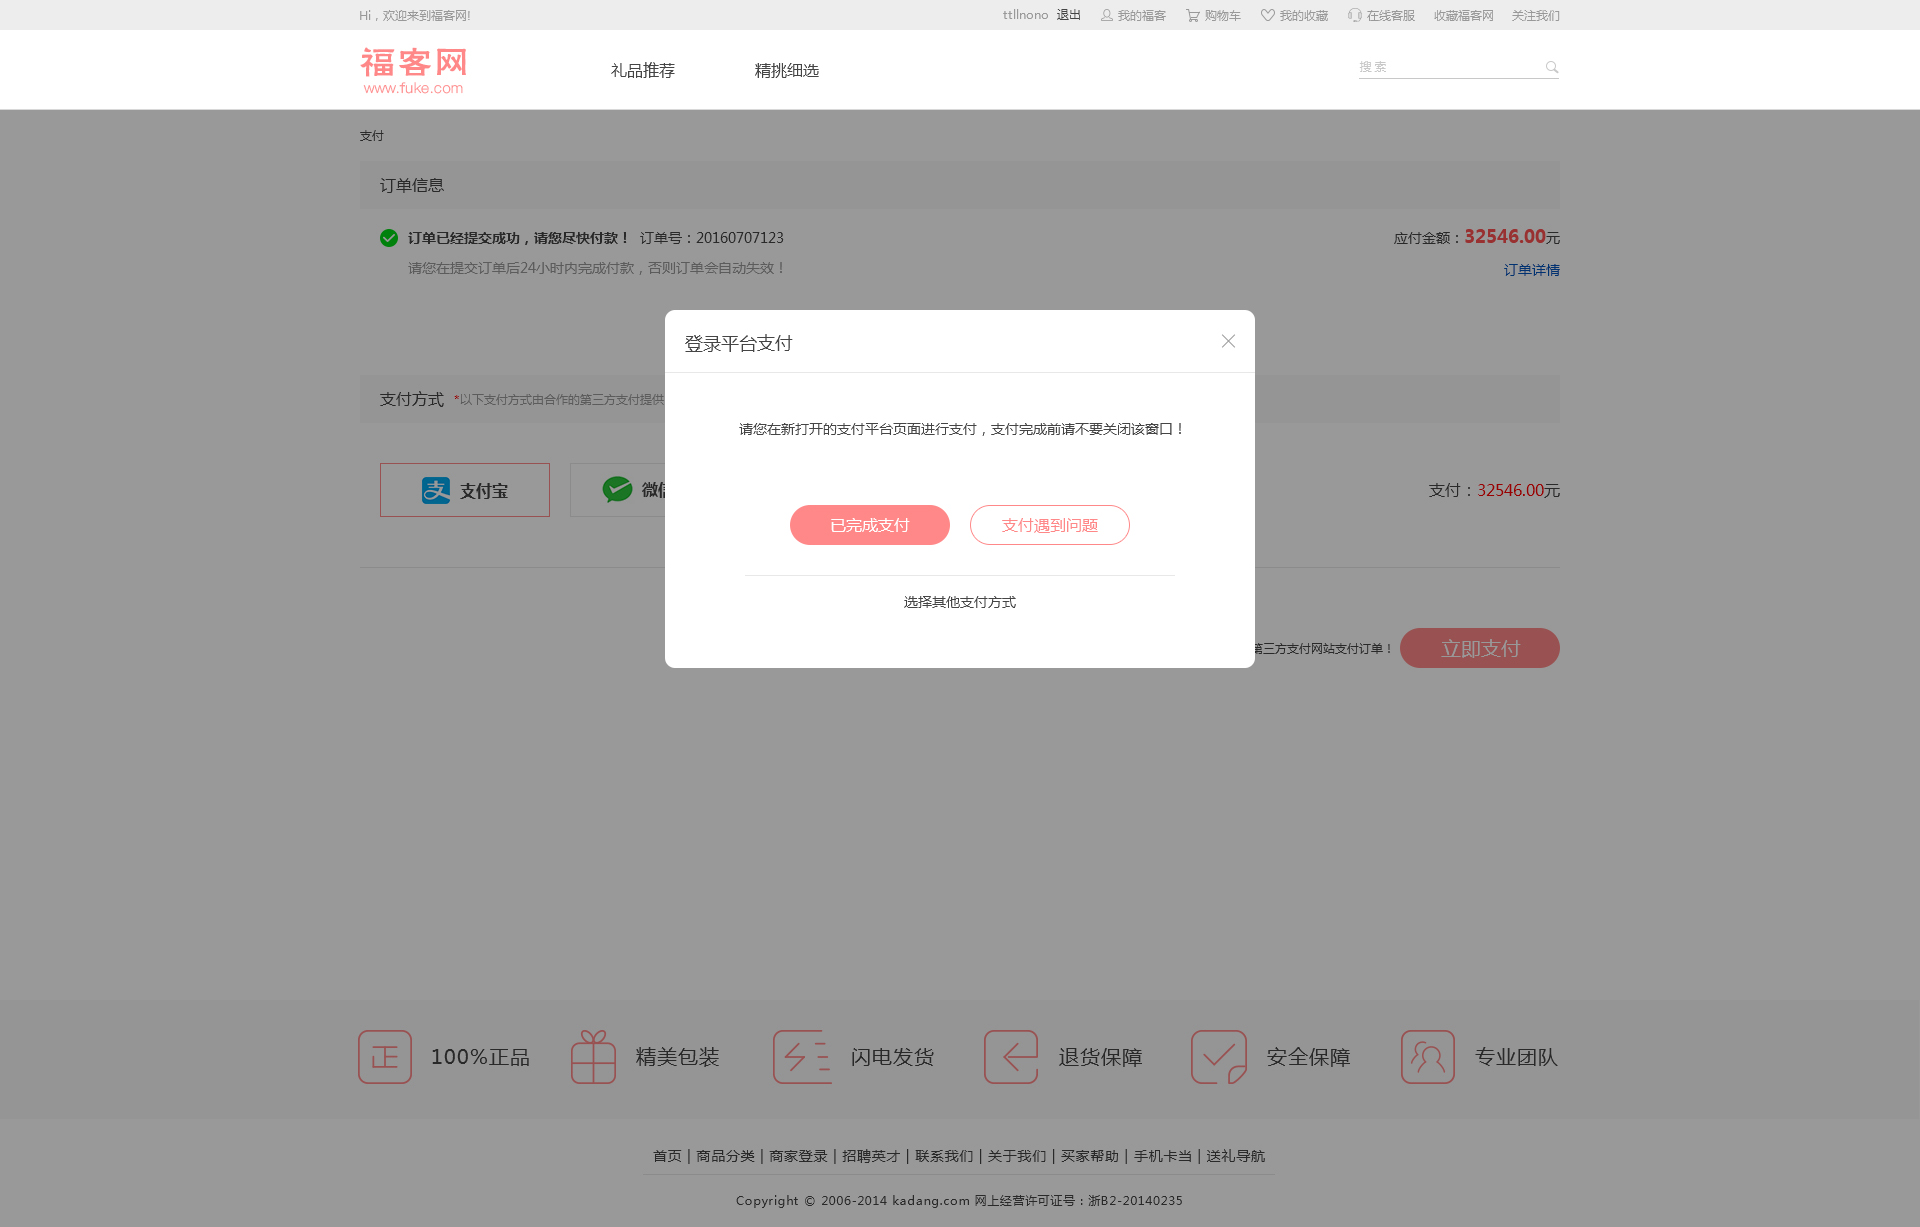 Hi，欢迎来到福客网!
ttllnono 退出 我的福客 购物车 我的收藏 在线客服 收藏福客网 关注我们
福客网
www.fuke.com
礼品推荐 精挑细选
搜索
支付
订单信息
订单已经提交成功，请您尽快付款！ 订单号：20160707123
应付金额：32546.00元
请您在提交订单后24小时内完成付款，否则订单会自动失效！
订单详情
登录平台支付
支付方式 *以下支付方式由合作的第三方支付提供
请您在新打开的支付平台页面进行支付，支付完成前请不要关闭该窗口！
支付宝
微信
支付：32546.00元
已完成支付 支付遇到问题
选择其他支付方式
第三方支付网站支付订单！
立即支付
100%正品 精美包装 闪电发货 退货保障 安全保障 专业团队
首页 | 商品分类 | 商家登录 | 招聘英才 | 联系我们 | 关于我们 | 买家帮助 | 手机卡当 | 送礼导航
Copyright © 2006-2014 kadang.com 网上经营许可证号：浙B2-20140235